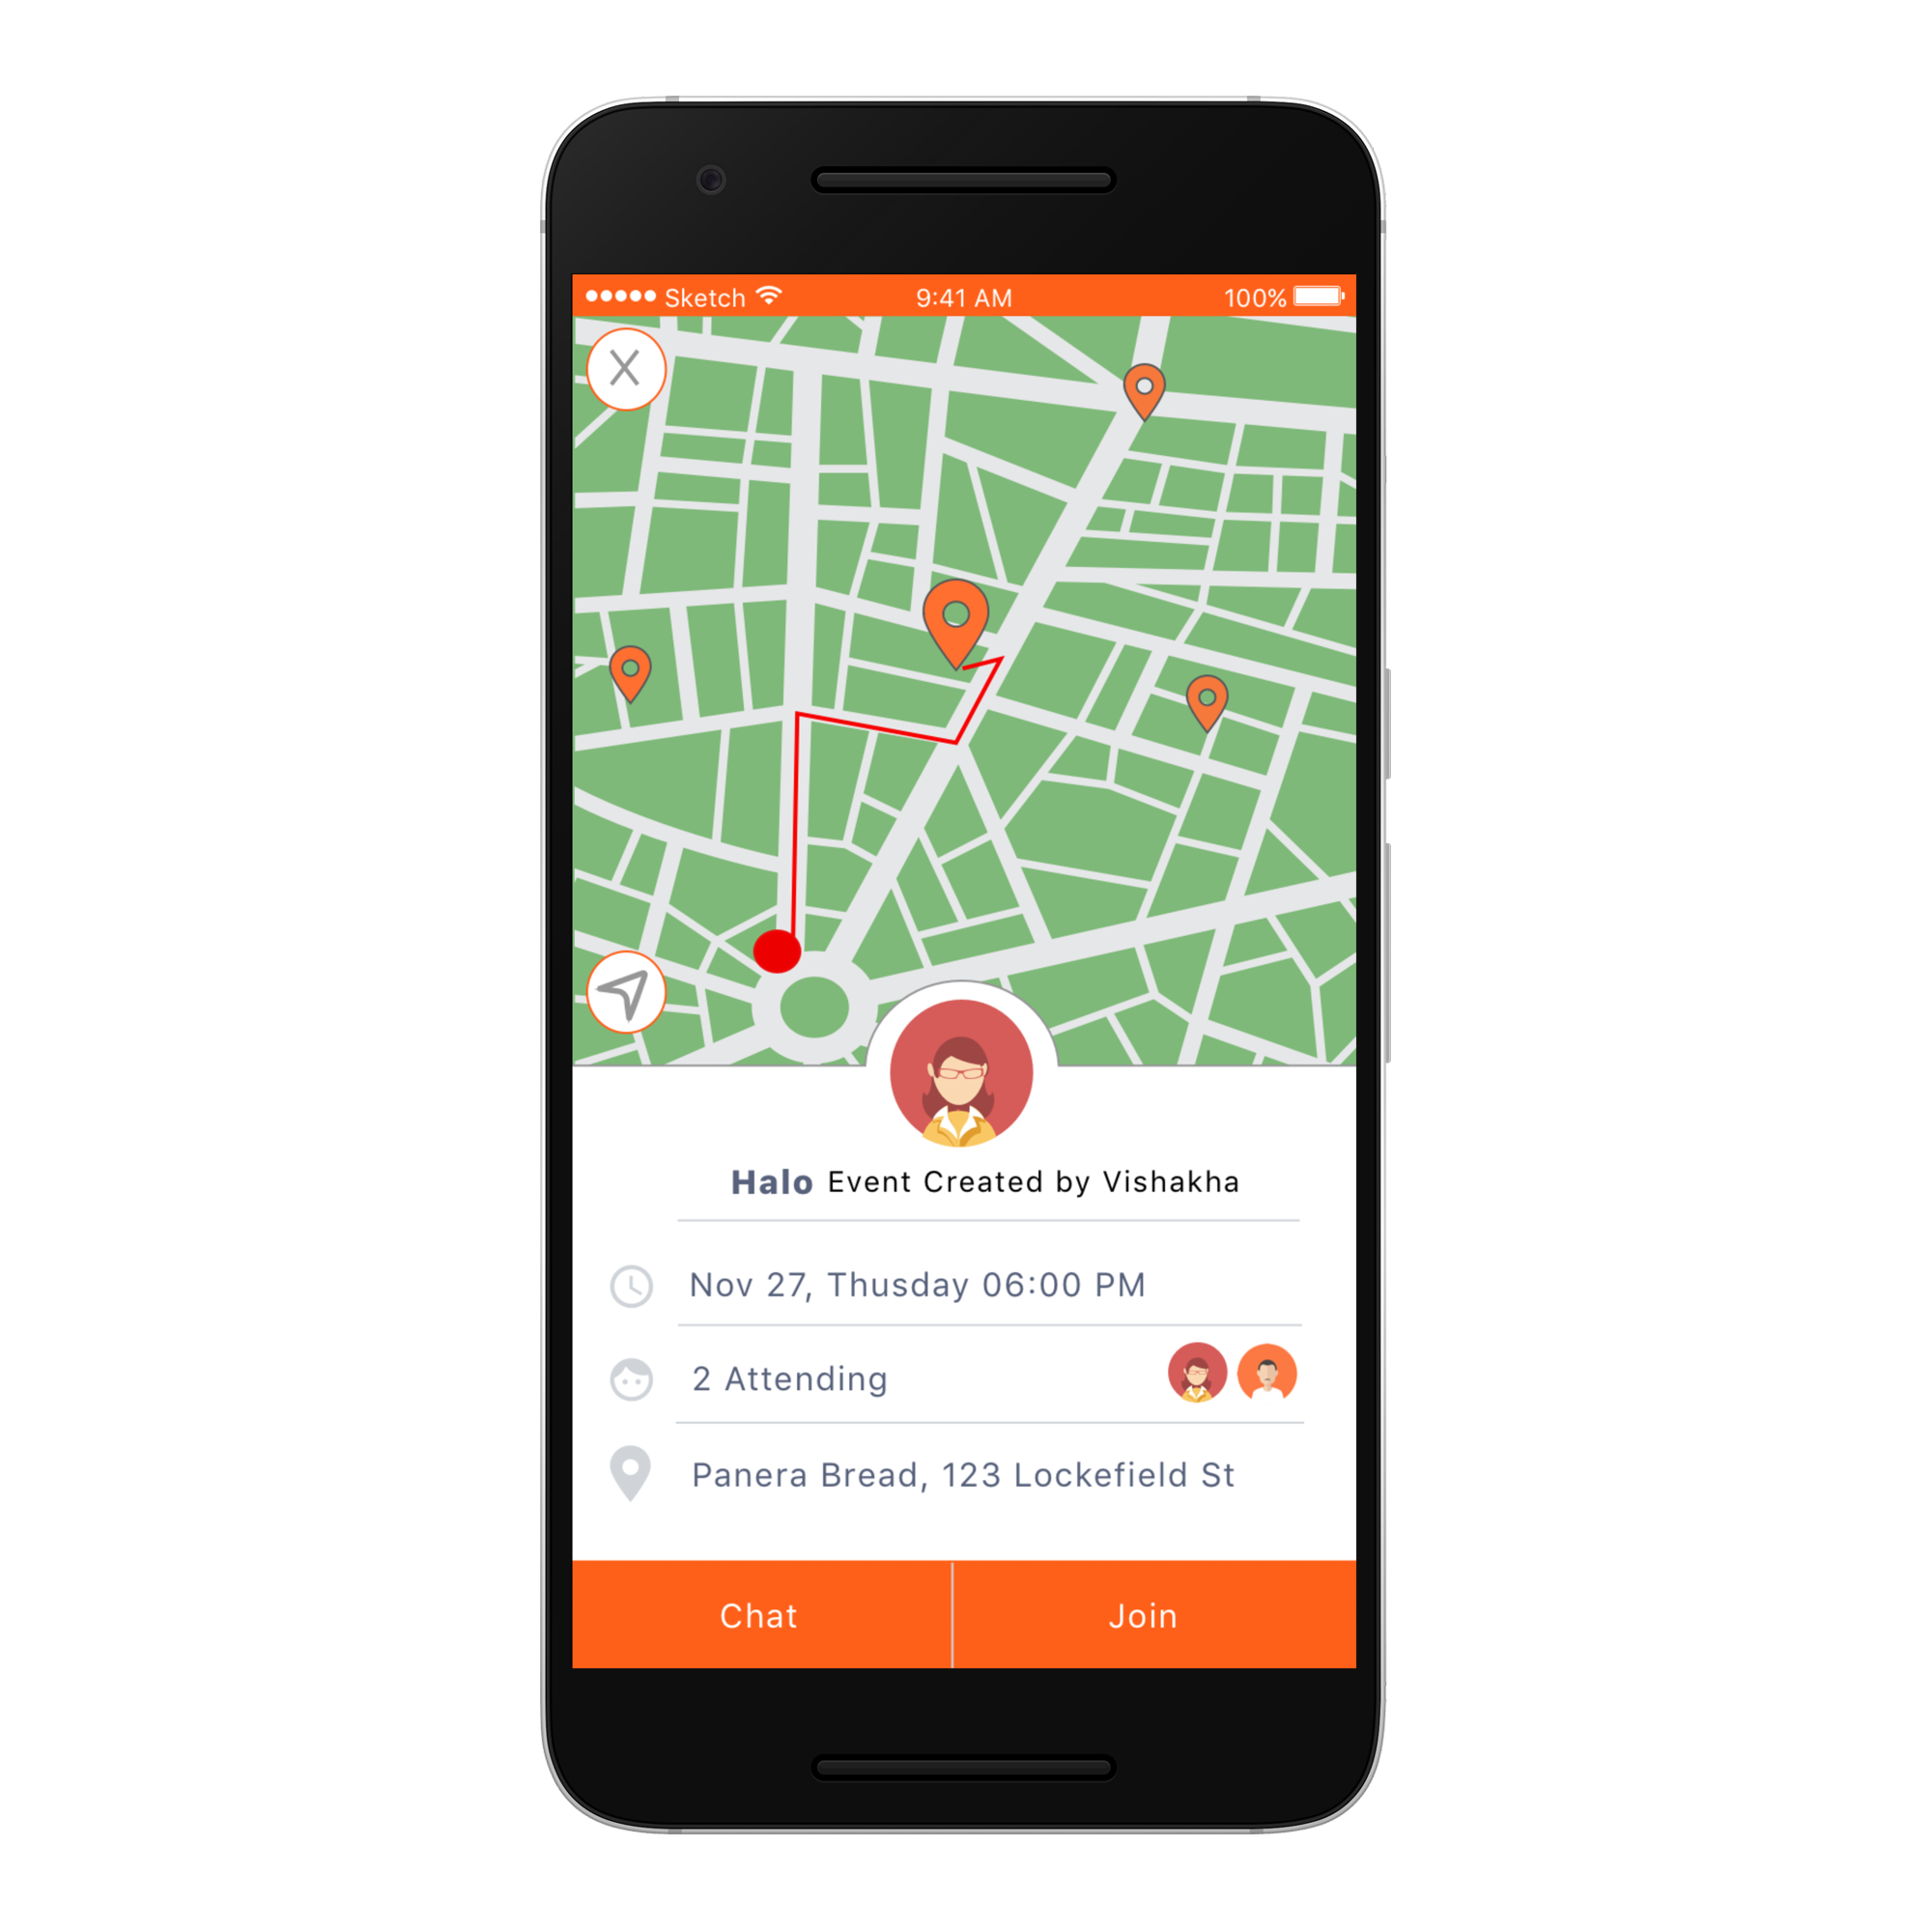 Sketch 9:41 AM 100%
X
Halo Event Created by Vishakha
Nov 27, Thusday 06:00 PM
2 Attending
Panera Bread, 123 Lockefield St
Chat Join